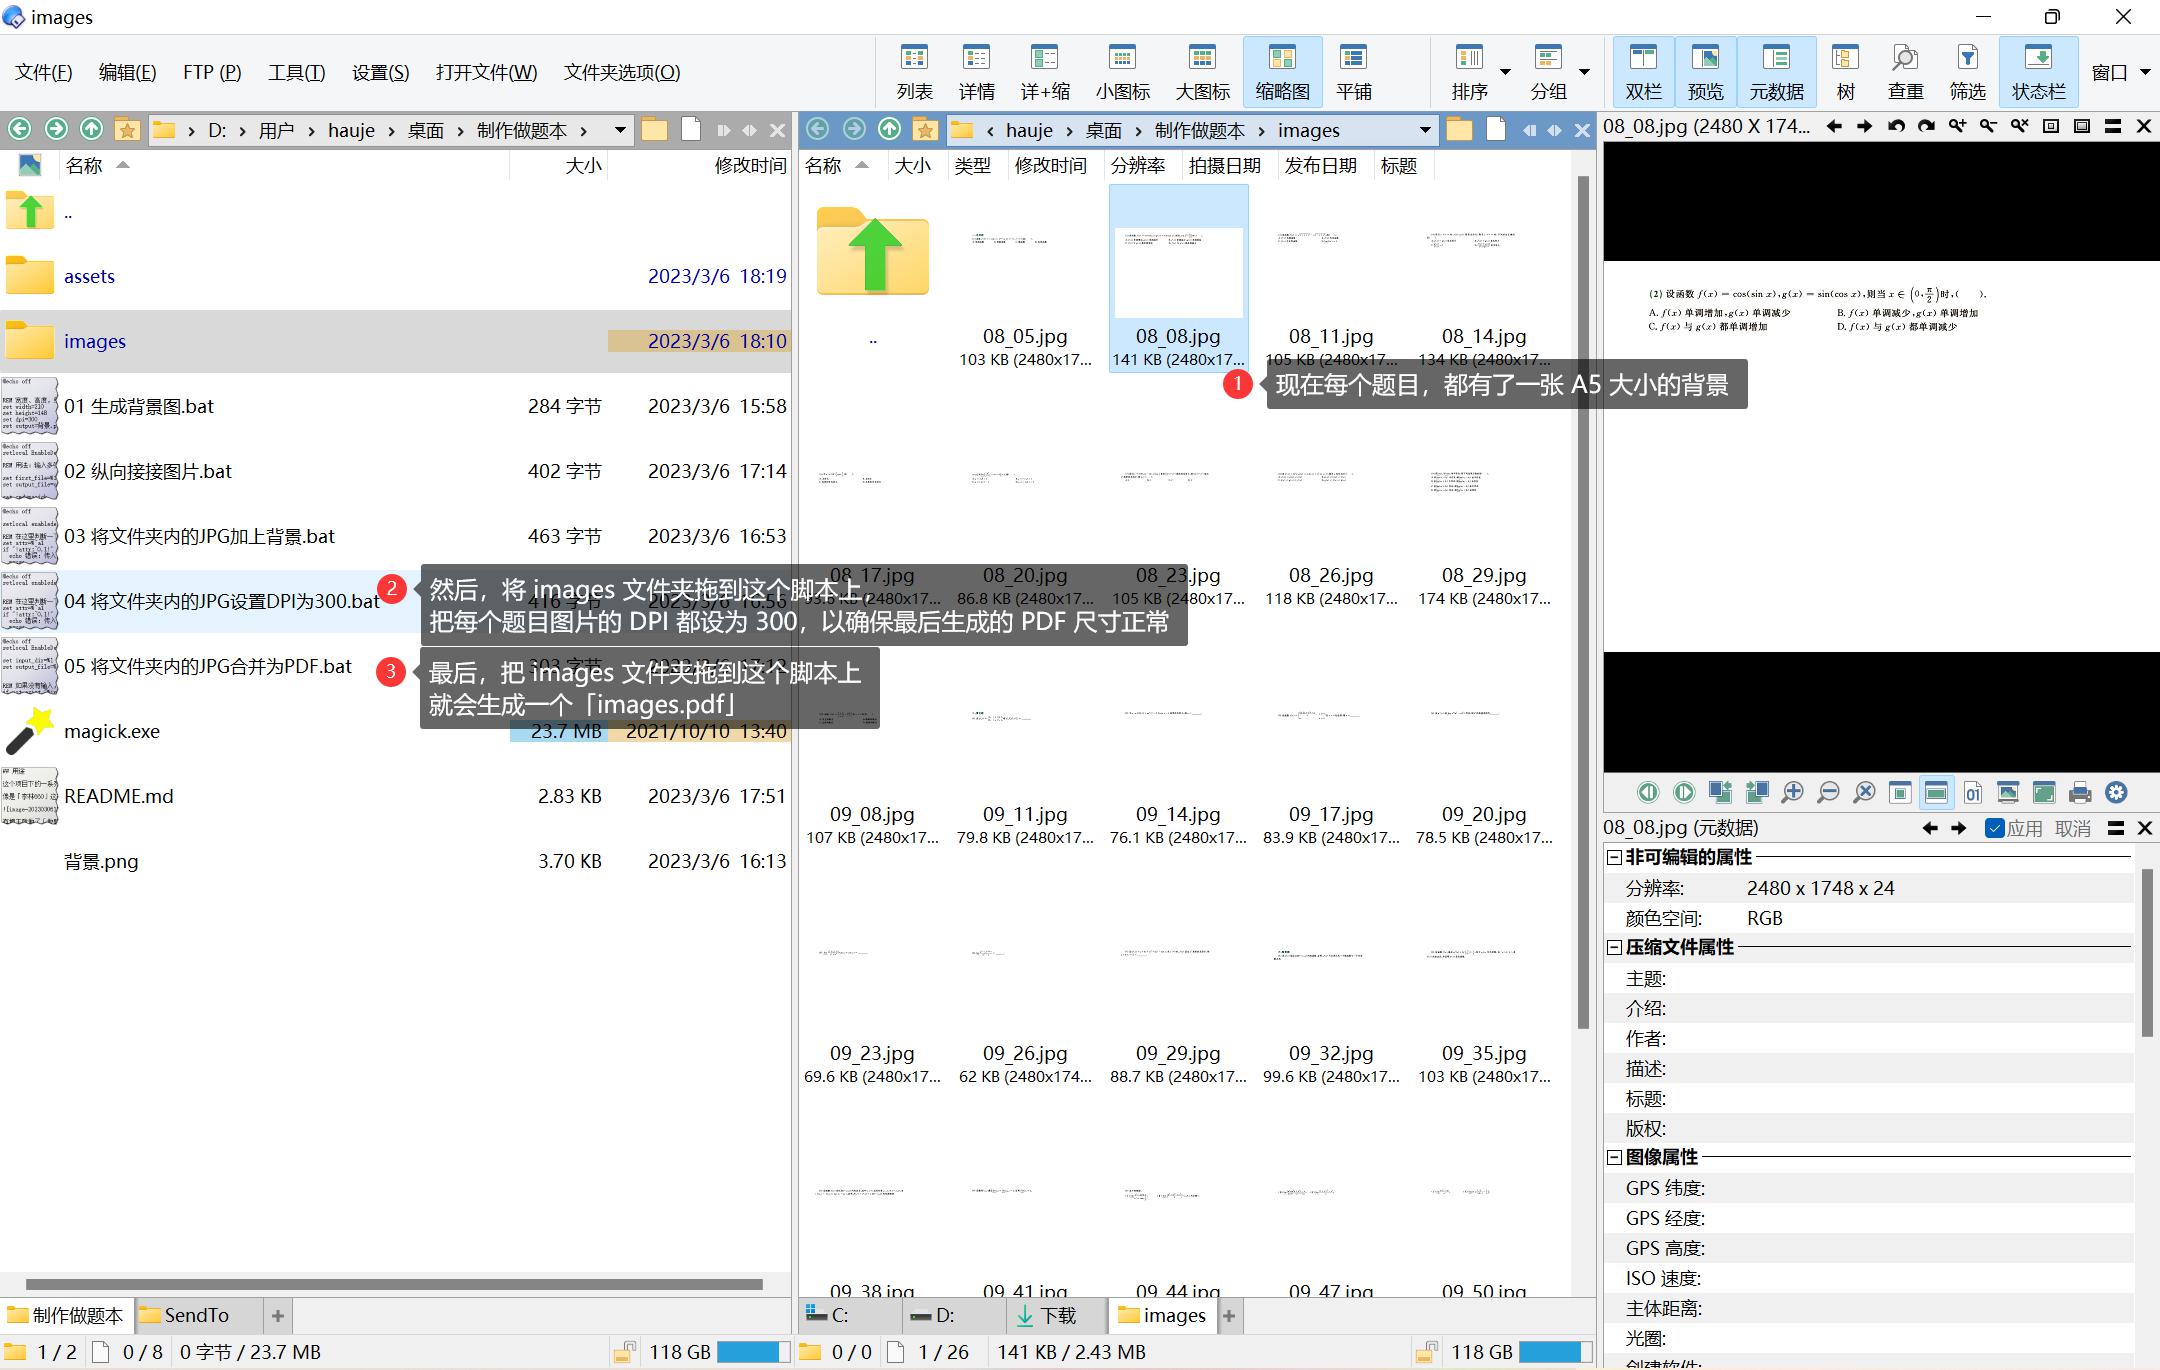 images
文件(F) 编辑(E) FTP (P) 工具(T) 设置(S) 打开文件(W) 文件夹选项(O)
列表 详情 详+缩 小图标 大图标 缩略图 平铺 排序 分组 双栏 预览 元数据 树 查重 筛选 状态栏 窗口
D: 用户 hauje 桌面 制作做题本
名称 大小 修改时间
..
assets 2023/3/6 18:19
images 2023/3/6 18:10
01 生成背景图.bat 284 字节 2023/3/6 15:58
02 纵向接接图片.bat 402 字节 2023/3/6 17:14
03 将文件夹内的JPG加上背景.bat 463 字节 2023/3/6 16:53
04 将文件夹内的JPG设置DPI为300.bat
2 然后，将 images 文件夹拖到这个脚本上，
把每个题目图片的 DPI 都设为 300，以确保最后生成的 PDF 尺寸正常
05 将文件夹内的JPG合并为PDF.bat
3 最后，把 images 文件夹拖到这个脚本上
就会生成一个「images.pdf」
magick.exe 23.7 MB 2021/10/10 13:40
README.md 2.83 KB 2023/3/6 17:51
背景.png 3.70 KB 2023/3/6 16:13
制作做题本 SendTo
1 / 2 0 / 8 0 字节 / 23.7 MB 118 GB
hauje 桌面 制作做题本 images
名称 大小 类型 修改时间 分辨率 拍摄日期 发布日期 标题
.. 08_05.jpg 08_08.jpg 08_11.jpg 08_14.jpg
103 KB (2480x17... 141 KB (2480x17... 105 KB (2480x17... 134 KB (2480x17...
1 现在每个题目，都有了一张 A5 大小的背景
08_17.jpg 08_20.jpg 08_23.jpg 08_26.jpg 08_29.jpg
86.8 KB (2480x17... 105 KB (2480x17... 118 KB (2480x17... 174 KB (2480x17...
09_08.jpg 09_11.jpg 09_14.jpg 09_17.jpg 09_20.jpg
107 KB (2480x17... 79.8 KB (2480x17... 76.1 KB (2480x17... 83.9 KB (2480x17... 78.5 KB (2480x17...
09_23.jpg 09_26.jpg 09_29.jpg 09_32.jpg 09_35.jpg
69.6 KB (2480x17... 62 KB (2480x174... 88.7 KB (2480x17... 99.6 KB (2480x17... 103 KB (2480x17...
09_38.jpg 09_41.jpg 09_44.jpg 09_47.jpg 09_50.jpg
C: D: 下载 images
0 / 0 1 / 26 141 KB / 2.43 MB 118 GB
08_08.jpg (2480 X 174...
(2) 设函数 f(x) = cos(sin x),g(x) = sin(cos x),则当 x ∈ (0,π/2)时,( ).
A. f(x) 单调增加,g(x) 单调减少 B. f(x) 单调减少,g(x) 单调增加
C. f(x) 与 g(x) 都单调增加 D. f(x) 与 g(x) 都单调减少
08_08.jpg (元数据) 应用 取消
非可编辑的属性
分辨率: 2480 x 1748 x 24
颜色空间: RGB
压缩文件属性
主题:
介绍:
作者:
描述:
标题:
版权:
图像属性
GPS 纬度:
GPS 经度:
GPS 高度:
ISO 速度:
主体距离:
光圈:
创建软件: